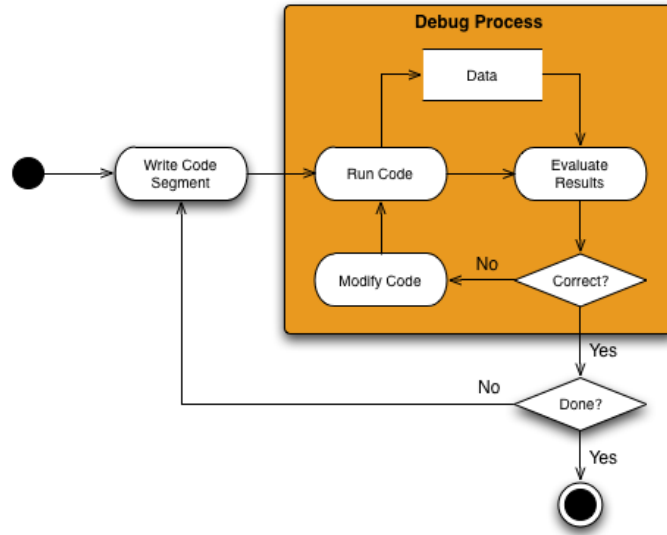 Debug Process
Data
Write Code
Segment
Run Code
Evaluate
Results
Modify Code
No
Correct?
Yes
No
Done?
Yes